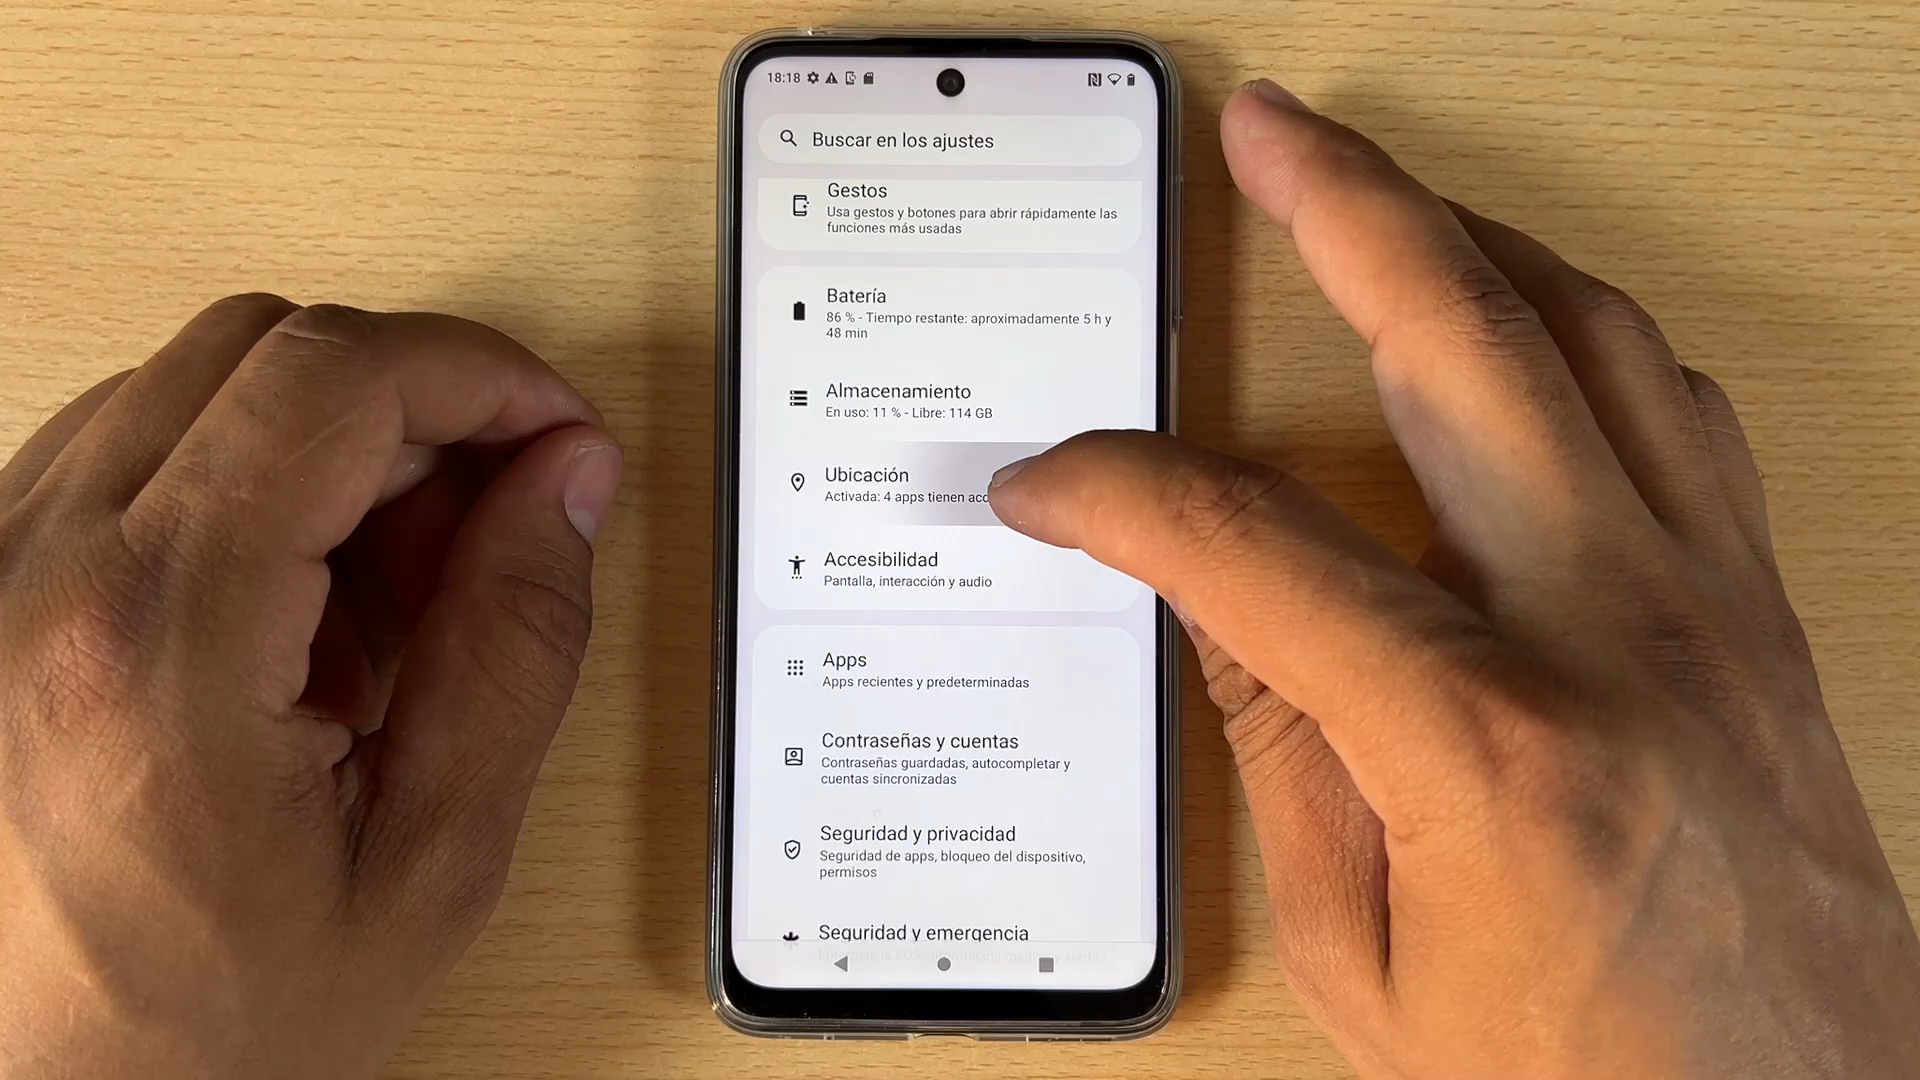 18:18
Buscar en los ajustes
Gestos
Usa gestos y botones para abrir rápidamente las
funciones más usadas
Batería
86 % - Tiempo restante: aproximadamente 5 h y
48 min
Almacenamiento
En uso: 11 % - Libre: 114 GB
Ubicación
Activada: 4 apps tienen
Accesibilidad
Pantalla, interacción y audio
Apps
Apps recientes y predeterminadas
Contraseñas y cuentas
Contraseñas guardadas, autocompletar y
cuentas sincronizadas
Seguridad y privacidad
Seguridad de apps, bloqueo del dispositivo,
permisos
Seguridad y emergencia